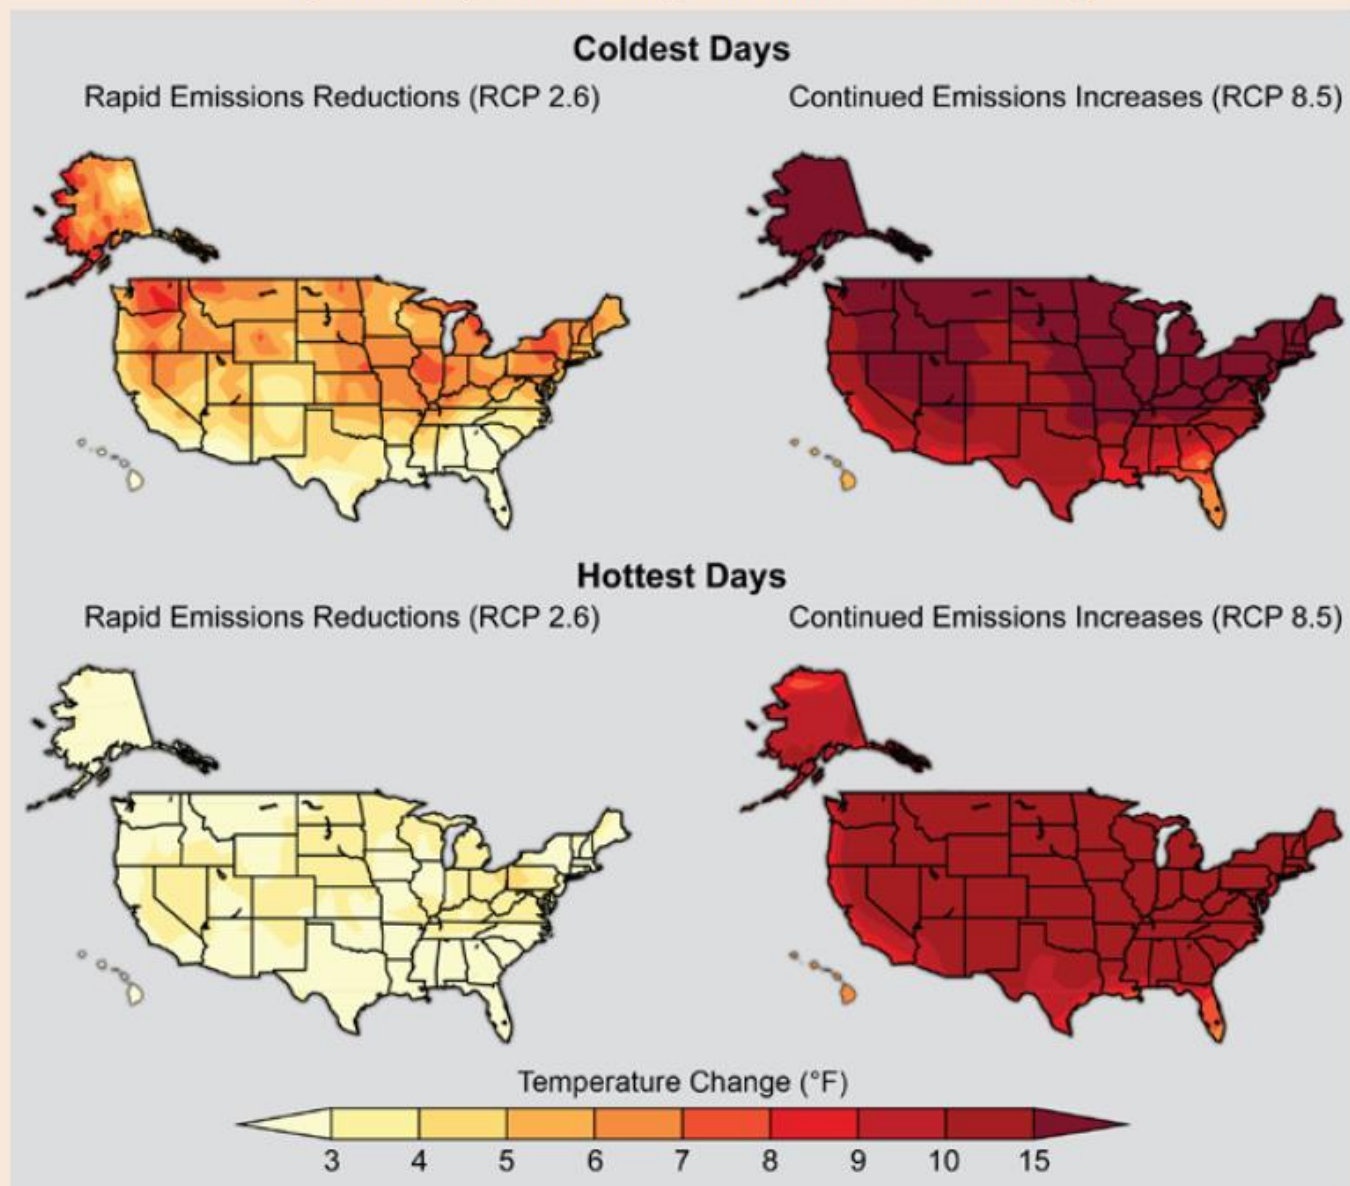 Coldest Days
Rapid Emissions Reductions (RCP 2.6)
Continued Emissions Increases (RCP 8.5)
Hottest Days
Rapid Emissions Reductions (RCP 2.6)
Continued Emissions Increases (RCP 8.5)
Temperature Change (°F)
3 4 5 6 7 8 9 10 15